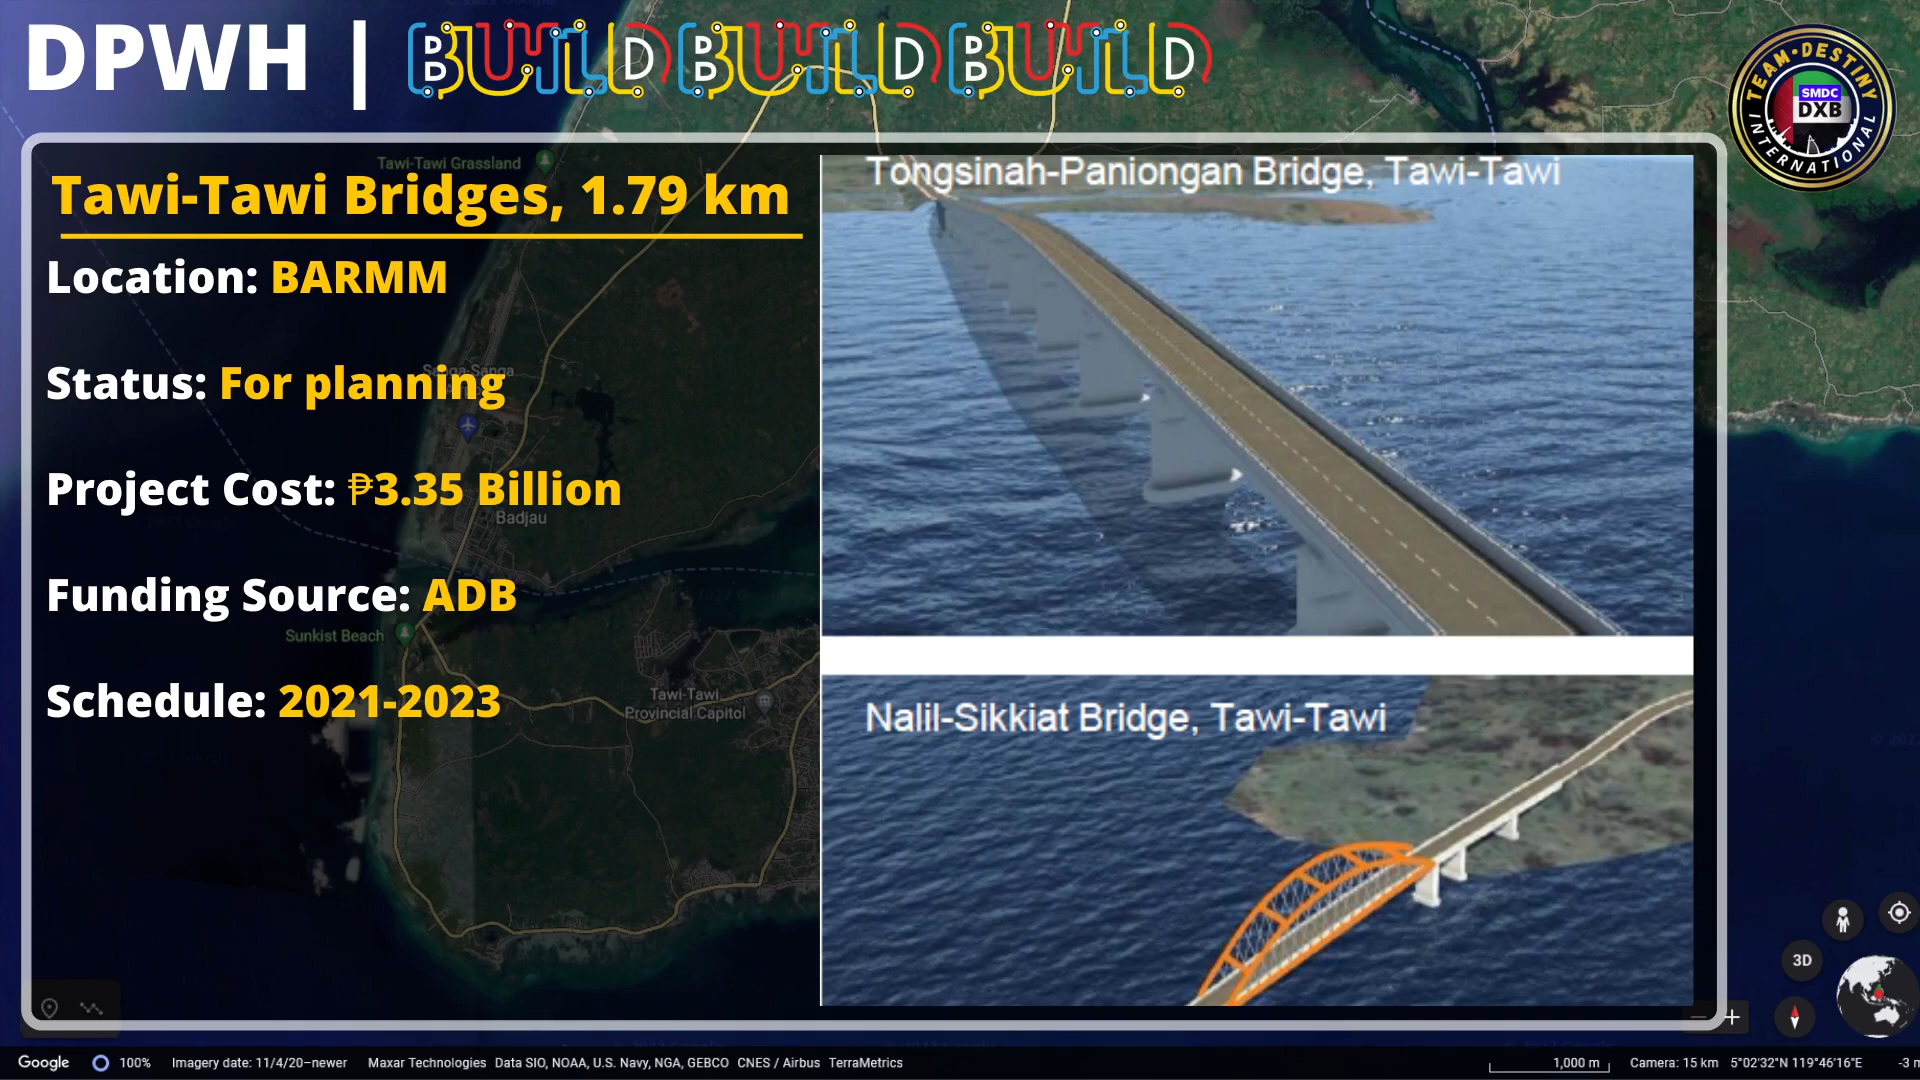 DPWH | BUILD BUILD BUILD
TEAM DESTINY
SMDC
DXB
INTERNATIONAL
Tawi-Tawi Grassland
Tawi-Tawi Bridges, 1.79 km
Location: BARMM
Sanga-Sanga
Status: For planning
Project Cost: ₱3.35 Billion
Badjau
Funding Source: ADB
Sunkist Beach
Schedule: 2021-2023
Tawi-Tawi
Provincial Capitol
Tongsinah-Paniongan Bridge, Tawi-Tawi
Nalil-Sikkiat Bridge, Tawi-Tawi
3D
Google 100% Imagery date: 11/4/20–newer Maxar Technologies Data SIO, NOAA, U.S. Navy, NGA, GEBCO CNES / Airbus TerraMetrics 1,000 m Camera: 15 km 5°02'32"N 119°46'16"E -3 m